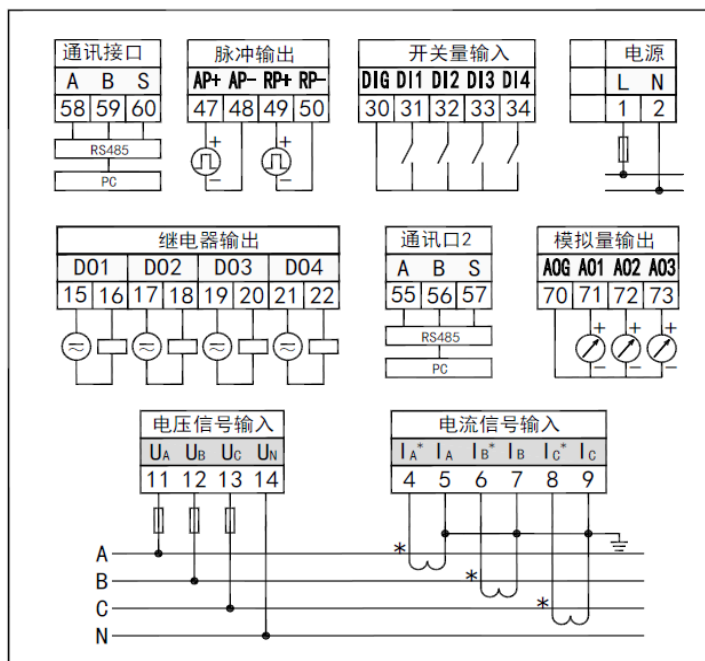 通讯接口
A B S
58 59 60
RS485
PC
脉冲输出
AP+ AP- RP+ RP-
47 48 49 50
+ +
- -
开关量输入
DIG DI1 DI2 DI3 DI4
30 31 32 33 34
电源
L N
1 2
继电器输出
DO1 DO2 DO3 DO4
15 16 17 18 19 20 21 22
通讯口2
A B S
55 56 57
RS485
PC
模拟量输出
AOG AO1 AO2 AO3
70 71 72 73
+ + +
- - -
电压信号输入
UA UB UC UN
11 12 13 14
电流信号输入
IA* IA IB* IB IC* IC
4 5 6 7 8 9
A *
B *
C *
N